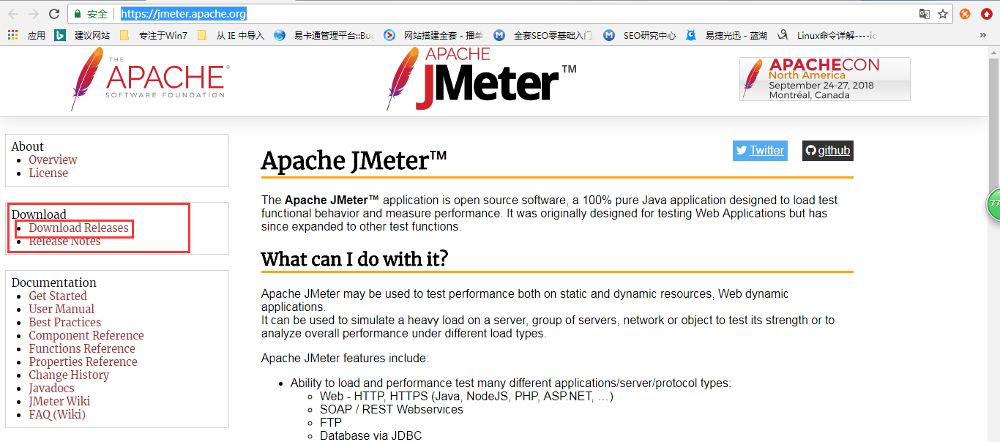 安全 https://jmeter.apache.org
应用 建议网站 专注于Win7 从 IE 中导入 易卡通管理平台::Bug 网站搭建全套 - 播单 全套SEO零基础入门 SEO研究中心 易捷光迅 - 蓝湖 Linux命令详解----ic »
THE
APACHE®
SOFTWARE FOUNDATION
APACHE
JMeter™
APACHECON
North America
September 24-27, 2018
Montréal, Canada
About
Overview
License
Download
Download Releases
Release Notes
Documentation
Get Started
User Manual
Best Practices
Component Reference
Functions Reference
Properties Reference
Change History
Javadocs
JMeter Wiki
FAQ (Wiki)
Twitter github
Apache JMeter™
The Apache JMeter™ application is open source software, a 100% pure Java application designed to load test
functional behavior and measure performance. It was originally designed for testing Web Applications but has
since expanded to other test functions.
What can I do with it?
Apache JMeter may be used to test performance both on static and dynamic resources, Web dynamic
applications.
It can be used to simulate a heavy load on a server, group of servers, network or object to test its strength or to
analyze overall performance under different load types.
Apache JMeter features include:
Ability to load and performance test many different applications/server/protocol types:
Web - HTTP, HTTPS (Java, NodeJS, PHP, ASP.NET, …)
SOAP / REST Webservices
FTP
Database via JDBC
77